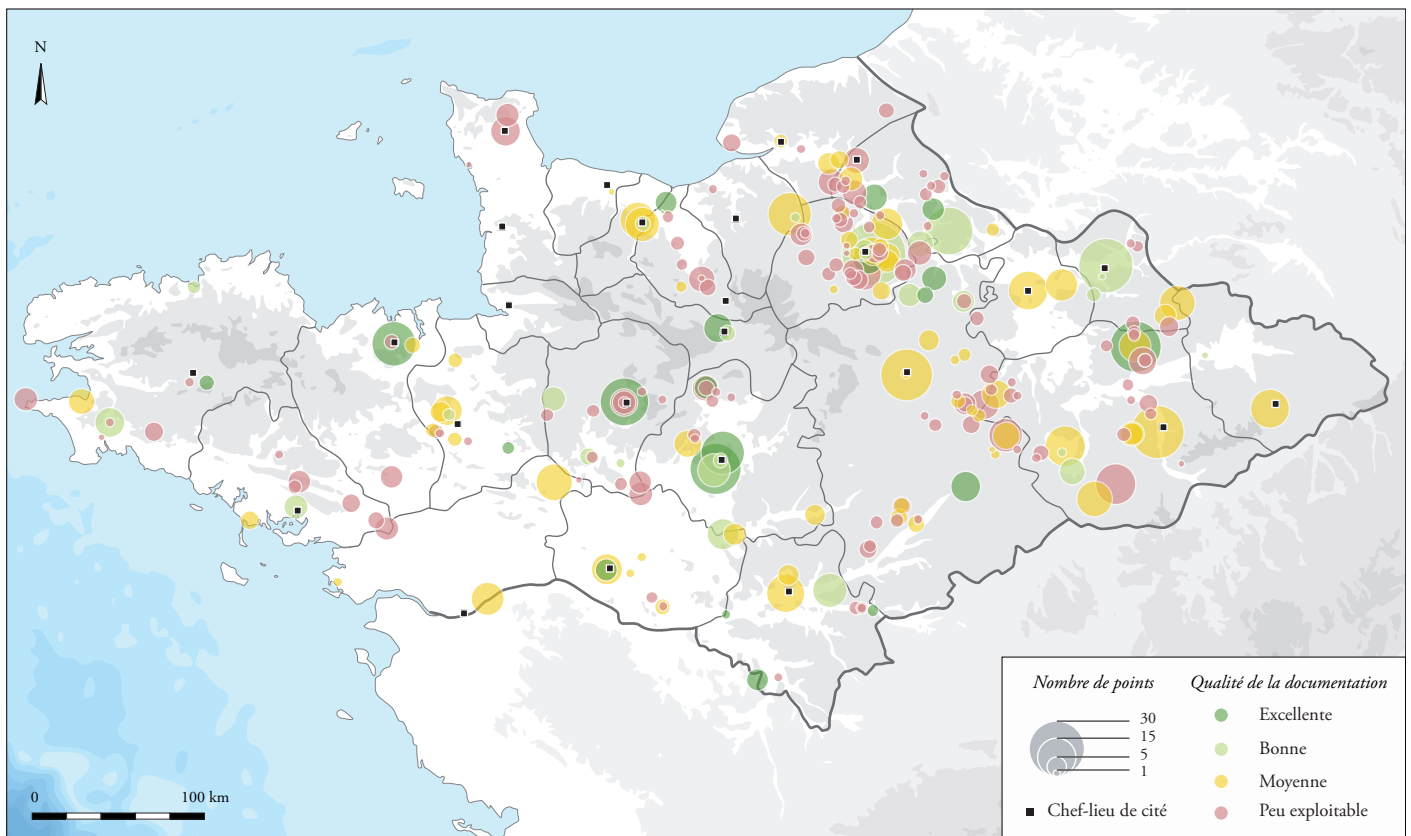 N
0 100 km
Nombre de points
30
15
5
1
Chef-lieu de cité
Qualité de la documentation
Excellente
Bonne
Moyenne
Peu exploitable